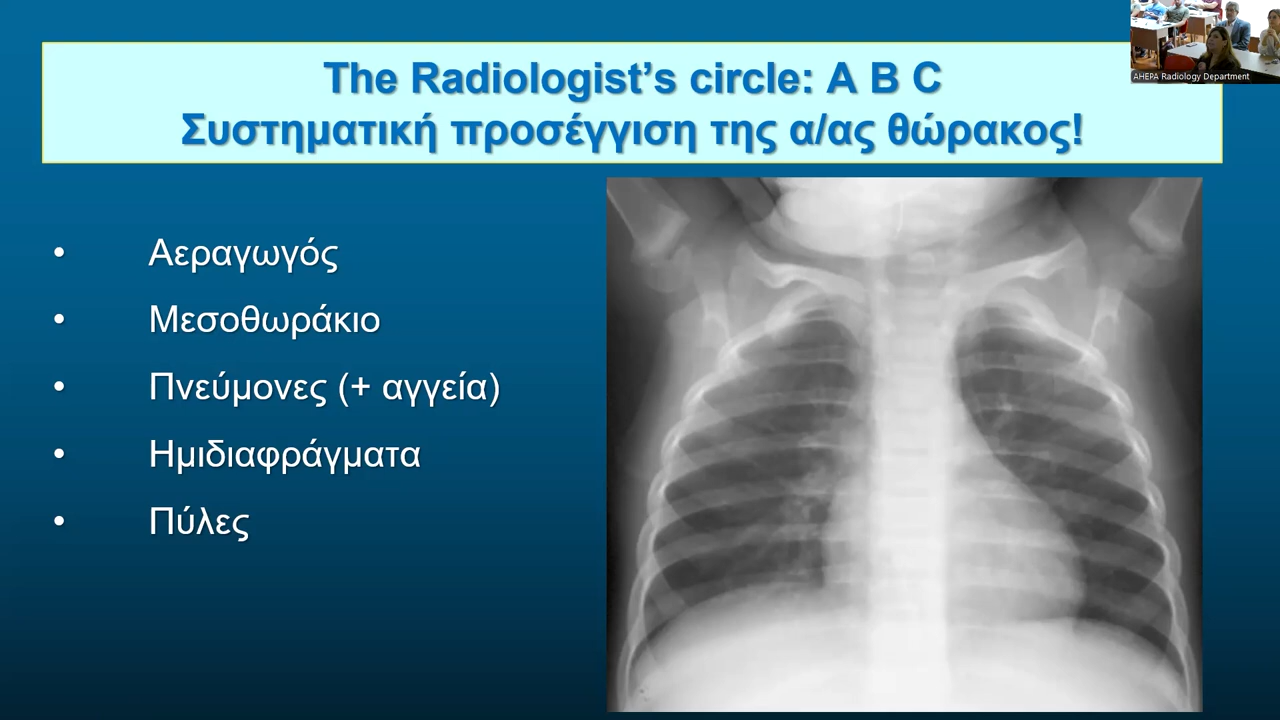 The Radiologist’s circle: A B C
Συστηματική προσέγγιση της α/ας θώρακος!
AHEPA Radiology Department
• Αεραγωγός
• Μεσοθωράκιο
• Πνεύμονες (+ αγγεία)
• Ημιδιαφράγματα
• Πύλες